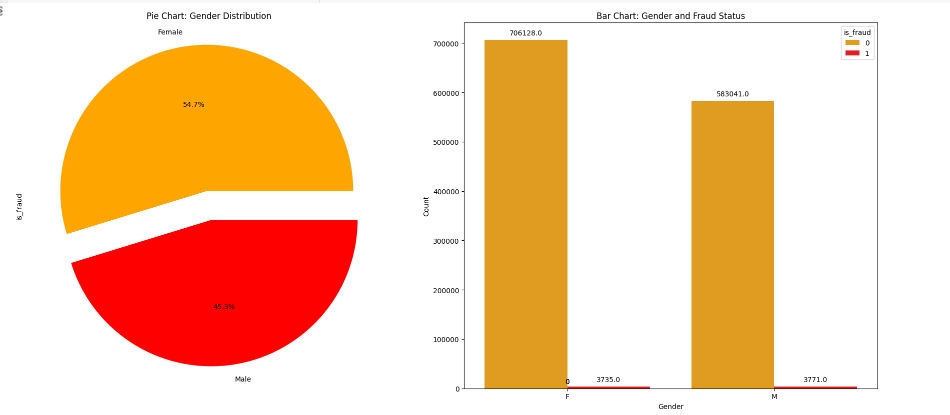 Pie Chart: Gender Distribution
Female
54.7%
is_fraud
45.3%
Male
Bar Chart: Gender and Fraud Status
is_fraud
0
1
706128.0
583041.0
0
3735.0
3771.0
700000
600000
500000
400000
300000
200000
100000
0
Count
F
M
Gender